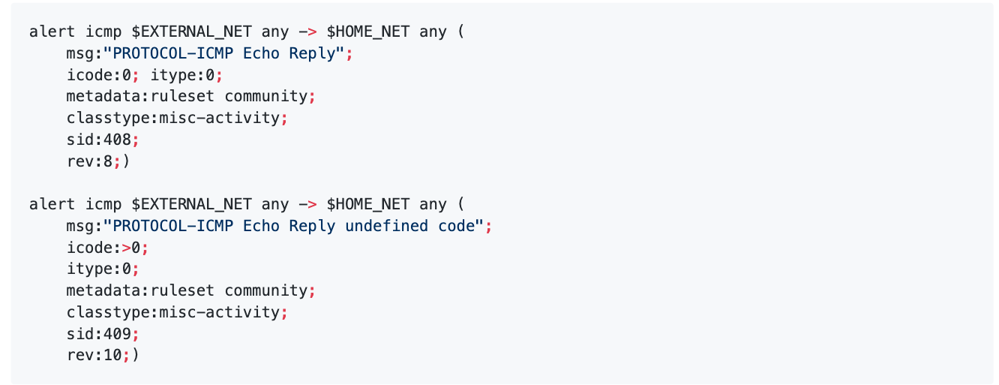 alert icmp $EXTERNAL_NET any -> $HOME_NET any (
    msg:"PROTOCOL-ICMP Echo Reply";
    icode:0; itype:0;
    metadata:ruleset community;
    classtype:misc-activity;
    sid:408;
    rev:8;)

alert icmp $EXTERNAL_NET any -> $HOME_NET any (
    msg:"PROTOCOL-ICMP Echo Reply undefined code";
    icode:>0;
    itype:0;
    metadata:ruleset community;
    classtype:misc-activity;
    sid:409;
    rev:10;)